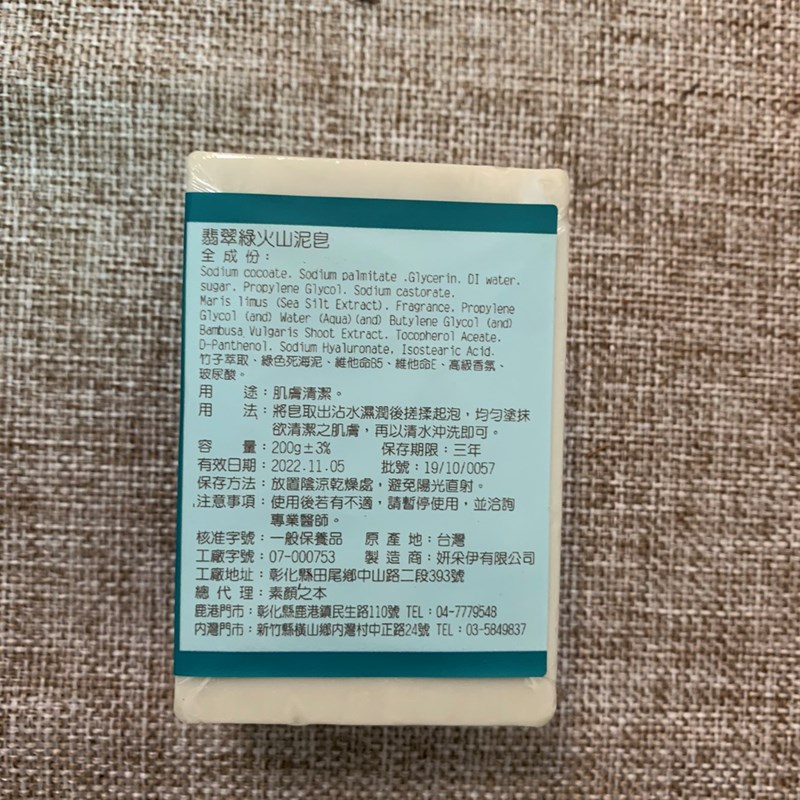 翡翠綠火山泥皂
全成份：
Sodium cocoate. Sodium palmitate .Glycerin. DI water.
sugar. Propylene Glycol. Sodium castorate.
Maris limus (Sea Silt Extract). Fragrance. Propylene
Glycol (and) Water (Aqua)(and) Butylene Glycol (and)
Bambusa Vulgaris Shoot Extract. Tocopherol Aceate.
D-Panthenol. Sodium Hyaluronate. Isostearic Acid.
竹子萃取、綠色死海泥、維他命B5、維他命E、高級香氛、
玻尿酸。
用 途：肌膚清潔。
用 法：將皂取出沾水濕潤後搓揉起泡，均勻塗抹
欲清潔之肌膚，再以清水沖洗即可。
容 量：200g±3% 保存期限：三年
有效日期：2022.11.05 批號：19/10/0057
保存方法：放置陰涼乾燥處，避免陽光直射。
注意事項：使用後若有不適，請暫停使用，並洽詢
專業醫師。
核准字號：一般保養品 原產地：台灣
工廠字號：07-000753 製造商：妍采伊有限公司
工廠地址：彰化縣田尾鄉中山路二段393號
總代理：素顏之本
鹿港門市：彰化縣鹿港鎮民生路110號 TEL：04-7779548
內灣門市：新竹縣橫山鄉內灣村中正路24號 TEL：03-5849837